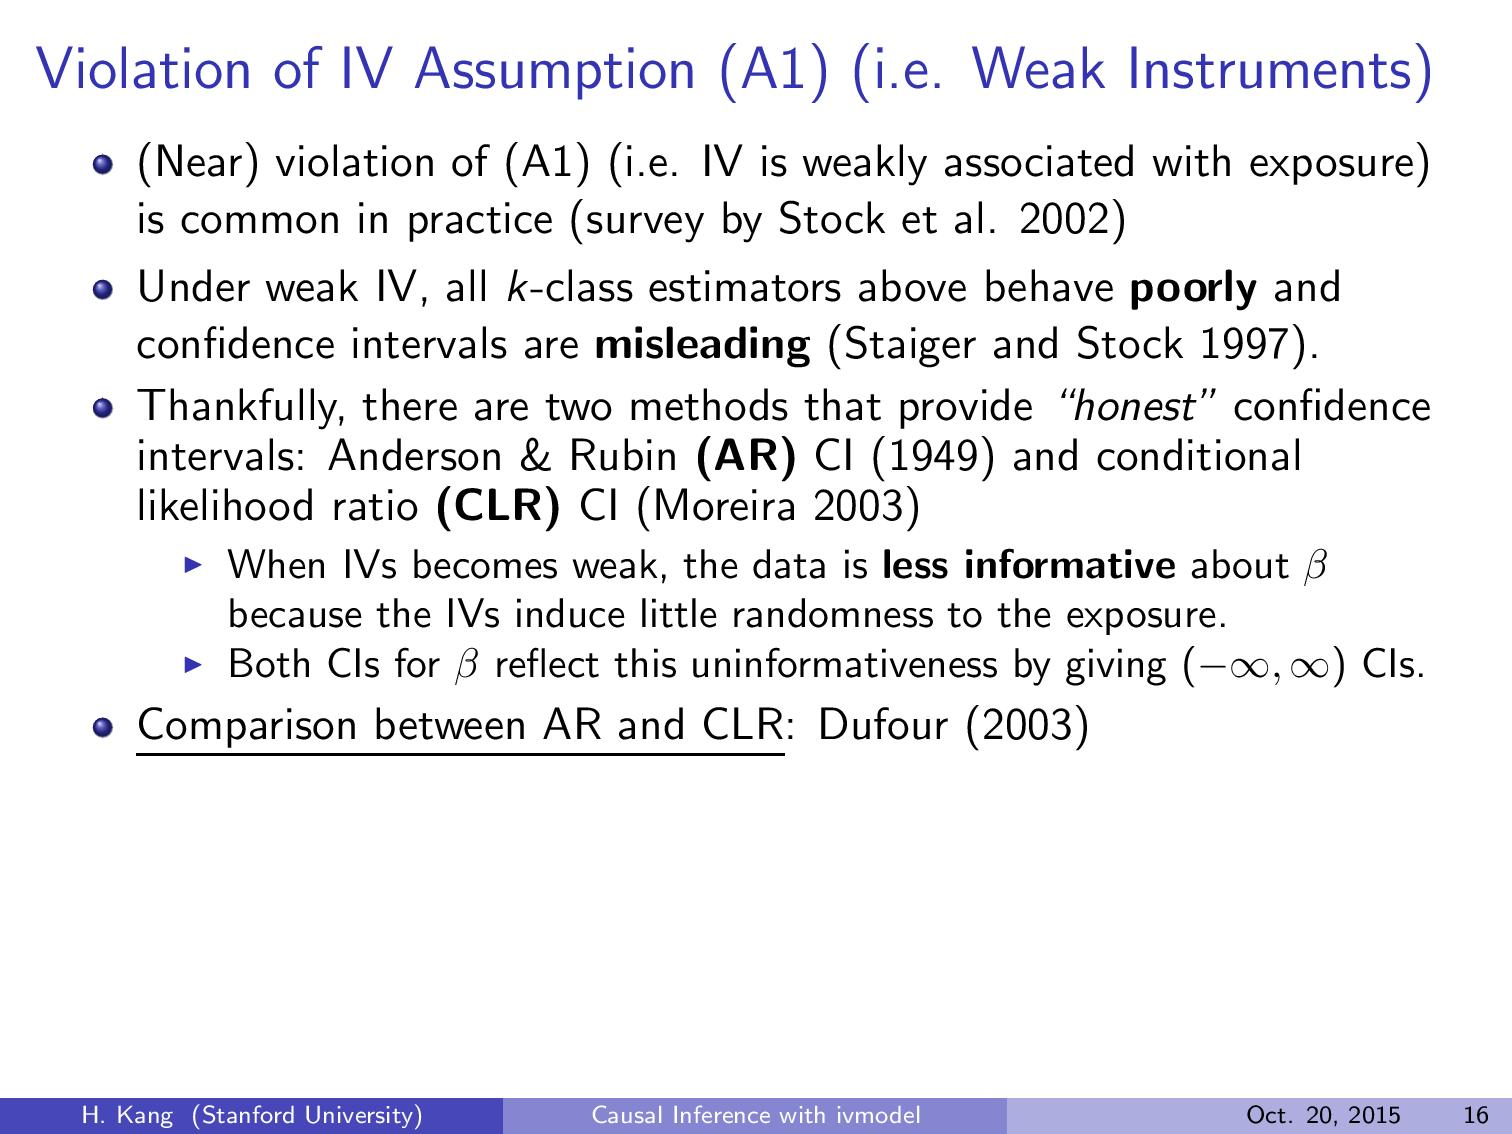 Violation of IV Assumption (A1) (i.e. Weak Instruments)
(Near) violation of (A1) (i.e. IV is weakly associated with exposure)
is common in practice (survey by Stock et al. 2002)
Under weak IV, all k-class estimators above behave poorly and
confidence intervals are misleading (Staiger and Stock 1997).
Thankfully, there are two methods that provide “honest” confidence
intervals: Anderson & Rubin (AR) CI (1949) and conditional
likelihood ratio (CLR) CI (Moreira 2003)
When IVs becomes weak, the data is less informative about β
because the IVs induce little randomness to the exposure.
Both CIs for β reflect this uninformativeness by giving (−∞, ∞) CIs.
Comparison between AR and CLR: Dufour (2003)
H. Kang (Stanford University) Causal Inference with ivmodel Oct. 20, 2015 16